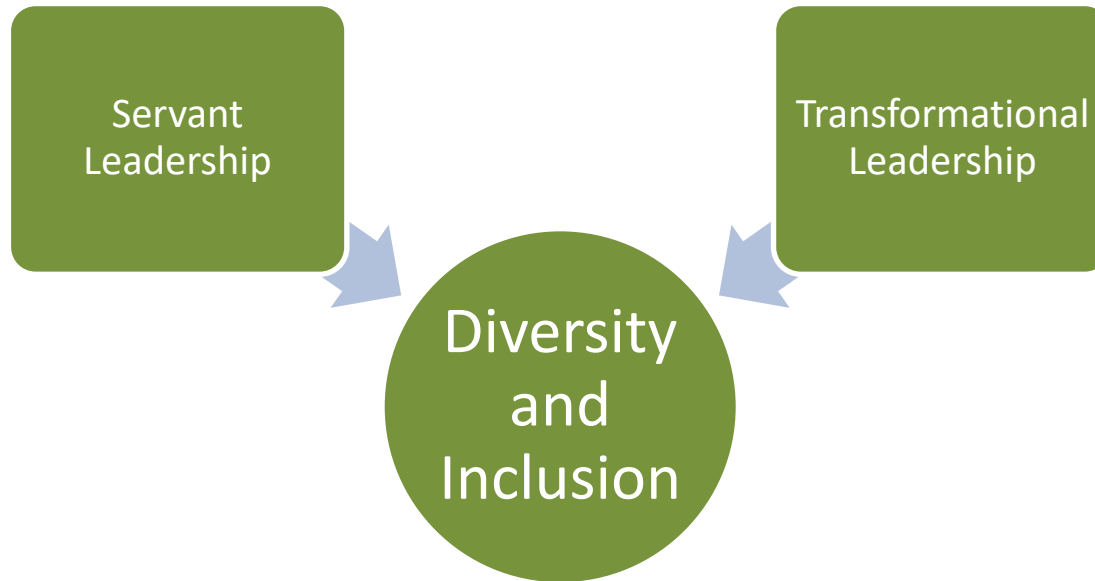 Servant
Leadership
Transformational
Leadership
Diversity
and
Inclusion